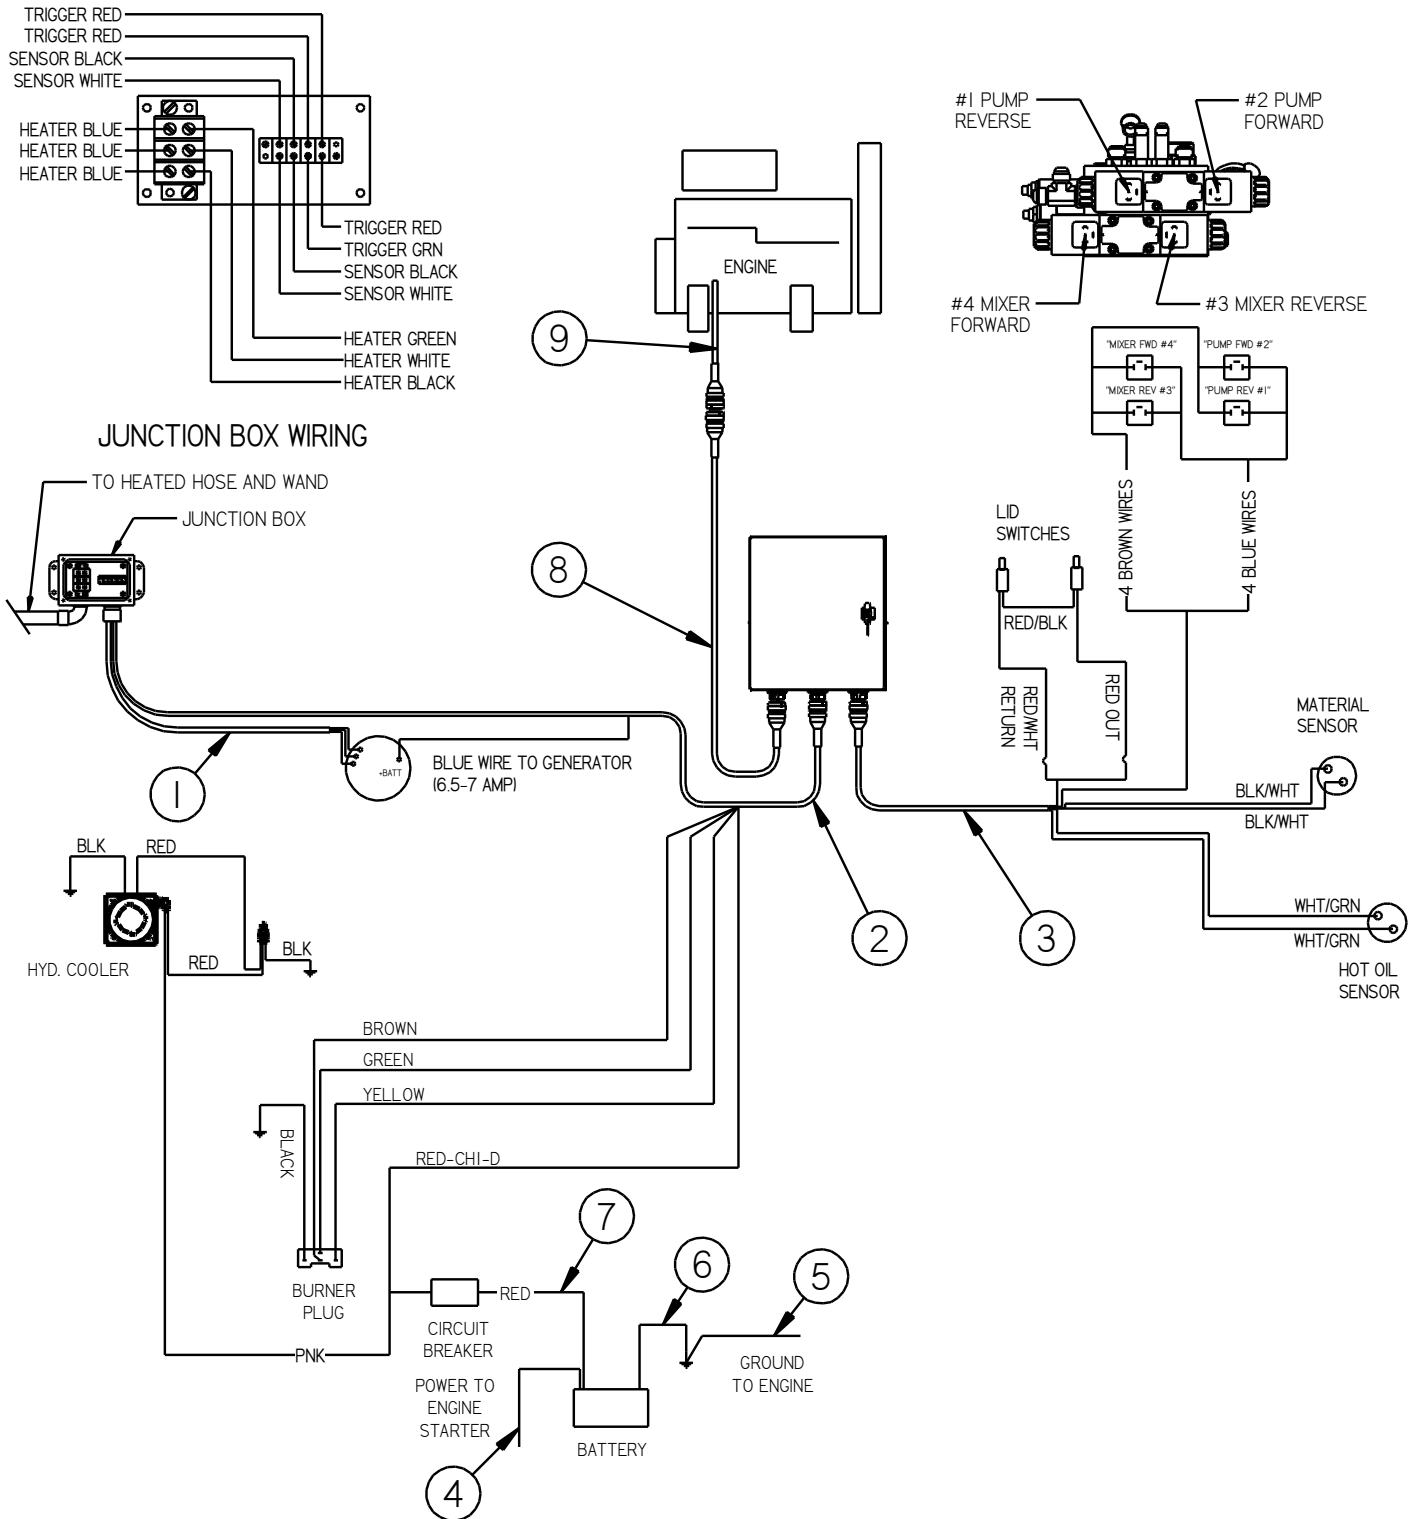 TRIGGER RED
TRIGGER RED
SENSOR BLACK
SENSOR WHITE
HEATER BLUE
HEATER BLUE
HEATER BLUE
TRIGGER RED
TRIGGER GRN
SENSOR BLACK
SENSOR WHITE
HEATER GREEN
HEATER WHITE
HEATER BLACK
JUNCTION BOX WIRING
TO HEATED HOSE AND WAND
JUNCTION BOX
ENGINE
9
8
#1 PUMP
REVERSE
#2 PUMP
FORWARD
#4 MIXER
FORWARD
#3 MIXER REVERSE
"MIXER FWD #4"
"PUMP FWD #2"
"MIXER REV #3"
"PUMP REV #1"
4 BROWN WIRES
4 BLUE WIRES
LID
SWITCHES
RED/BLK
RED/WHT
RETURN
RED OUT
MATERIAL
SENSOR
BLK/WHT
BLK/WHT
WHT/GRN
WHT/GRN
HOT OIL
SENSOR
1
+BATT
BLUE WIRE TO GENERATOR
(6.5-7 AMP)
2
3
BLK
RED
HYD. COOLER
RED
BLK
BROWN
GREEN
YELLOW
BLACK
RED-CHI-D
BURNER
PLUG
PNK
CIRCUIT
BREAKER
RED
7
6
5
GROUND
TO ENGINE
POWER TO
ENGINE
STARTER
BATTERY
4